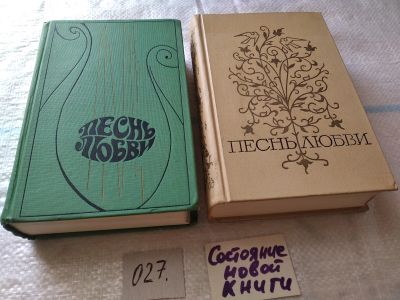 ПЕСНЬ
ЛЮБВИ
ПЕСНЬ ЛЮБВИ
027.
Состояние
новой
книги